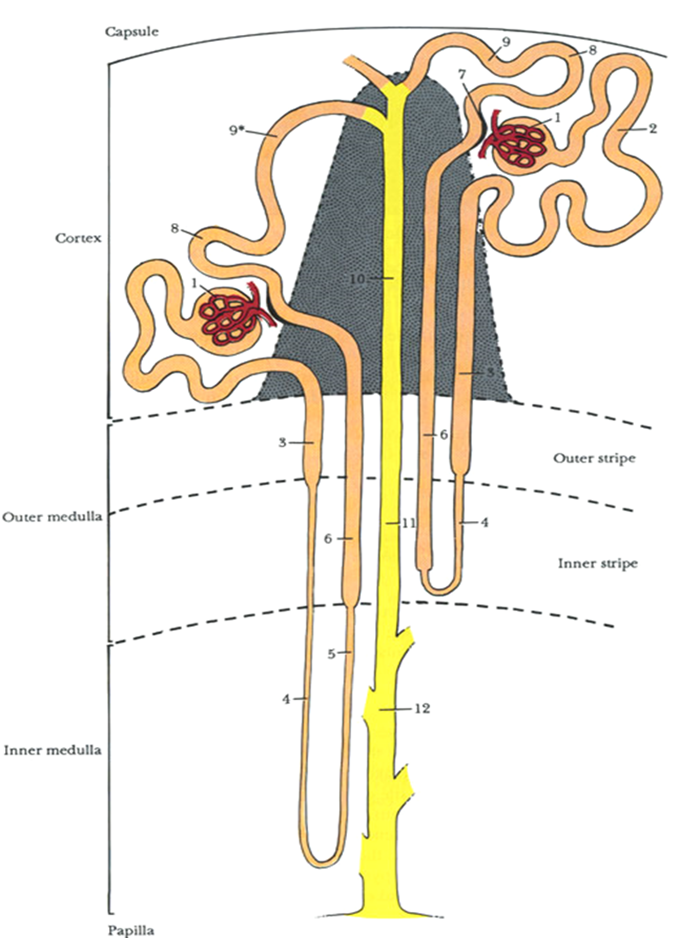 Capsule
9
8
7
1
2
9*
Cortex
8
1
10
3
3
6
Outer stripe
Outer medulla
11
4
6
Inner stripe
5
4
12
Inner medulla
Papilla